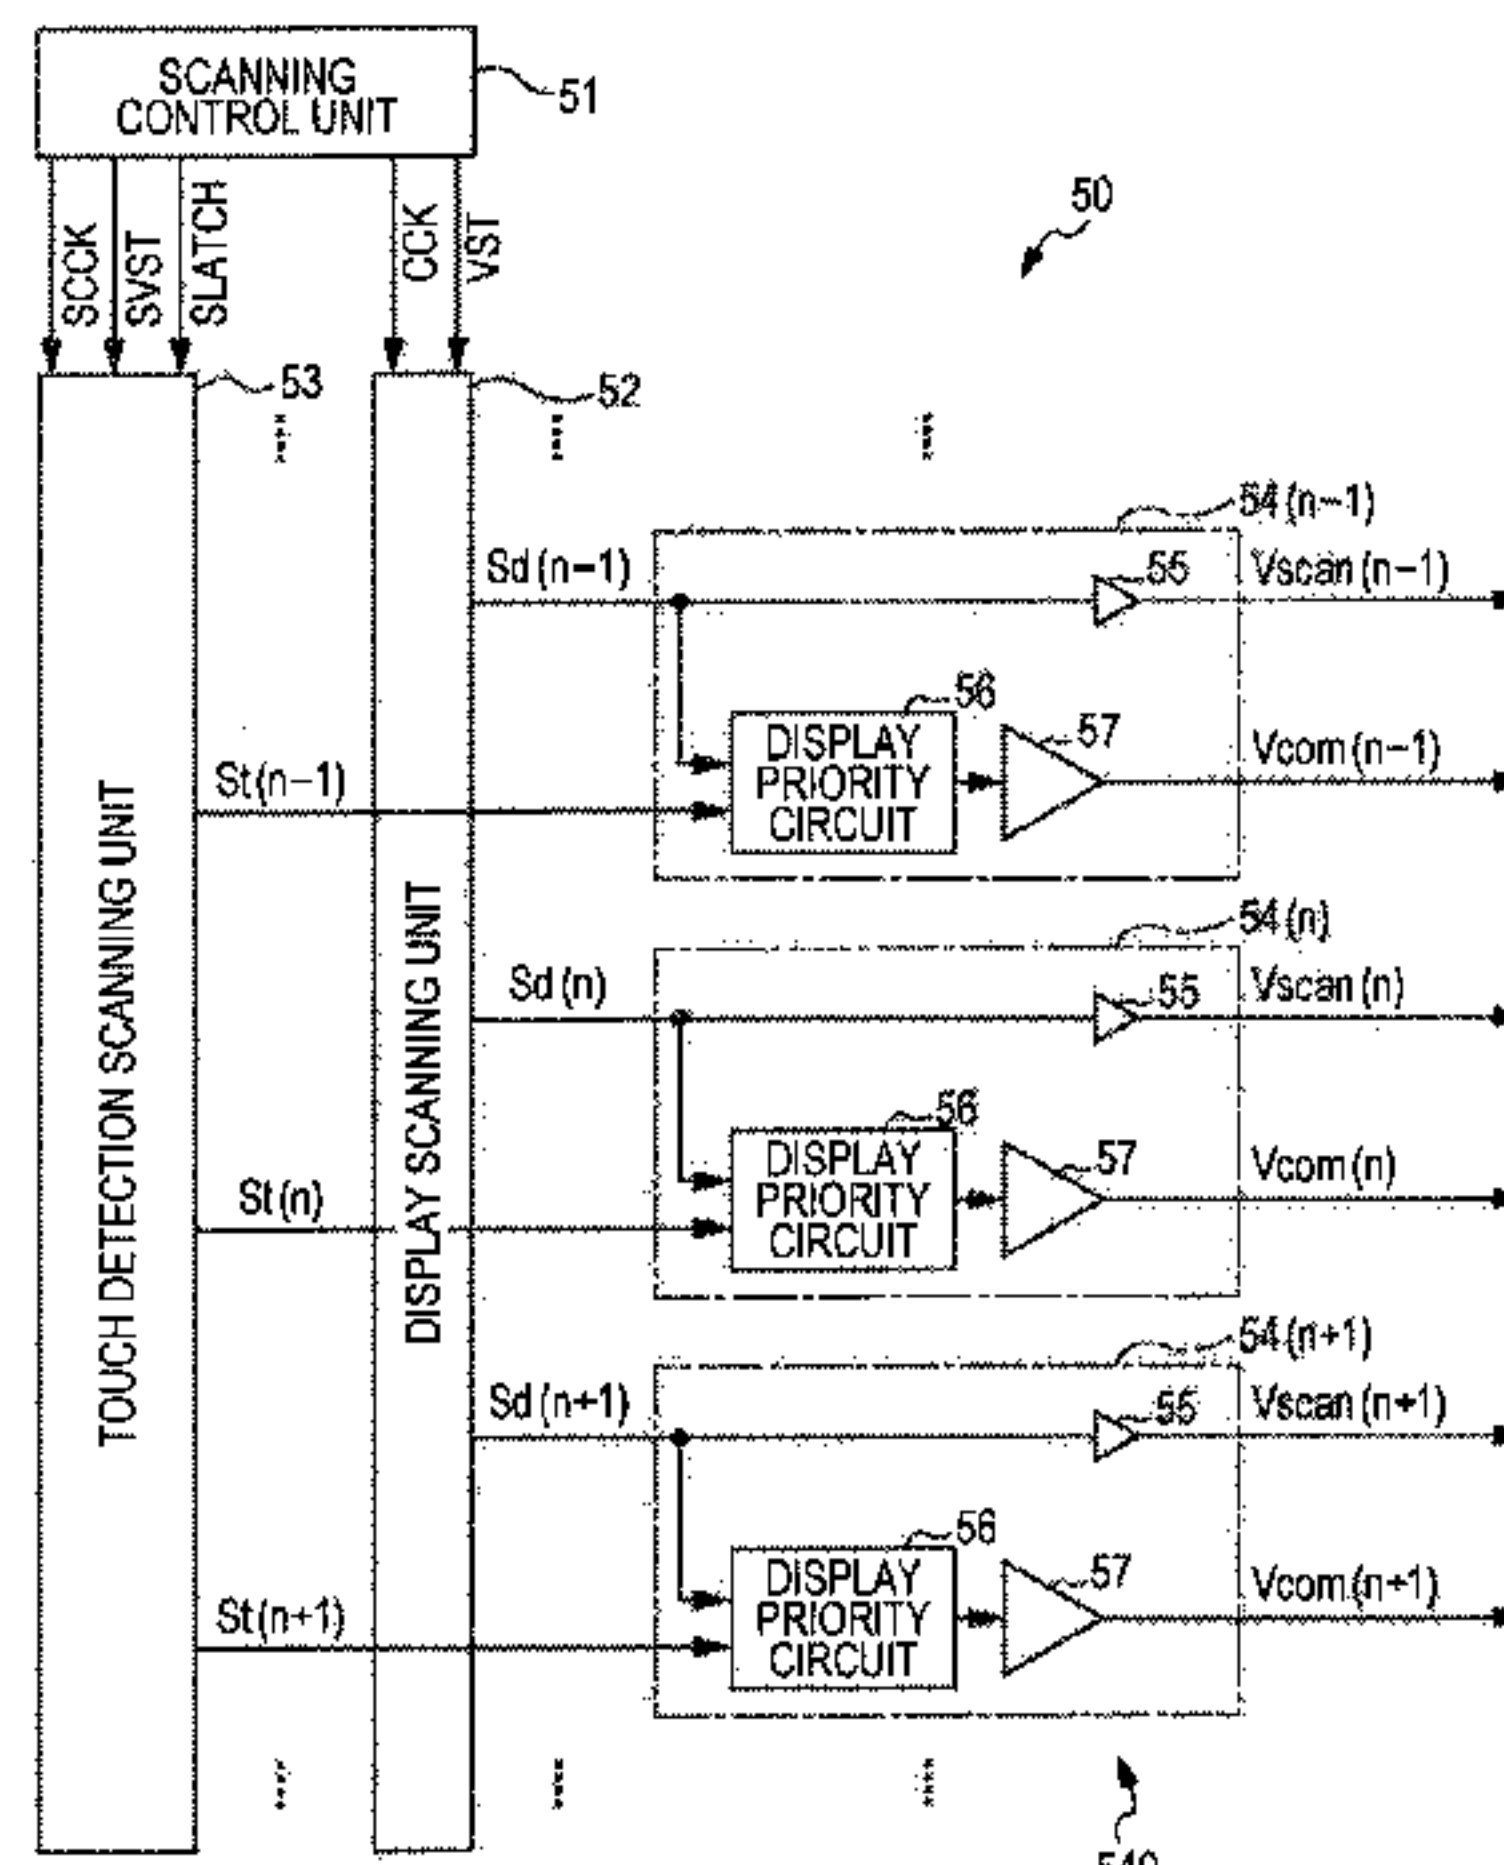 SCANNING
CONTROL UNIT
51
50
SCCK
SVST
SLATCH
CCK
VST
53
52
54(n-1)
Sd(n-1)
55
Vscan(n-1)
56
57
Vcom(n-1)
DISPLAY
PRIORITY
CIRCUIT
St(n-1)
TOUCH DETECTION SCANNING UNIT
DISPLAY SCANNING UNIT
54(n)
Sd(n)
55
Vscan(n)
56
57
Vcom(n)
DISPLAY
PRIORITY
CIRCUIT
St(n)
54(n+1)
Sd(n+1)
55
Vscan(n+1)
56
57
Vcom(n+1)
DISPLAY
PRIORITY
CIRCUIT
St(n+1)